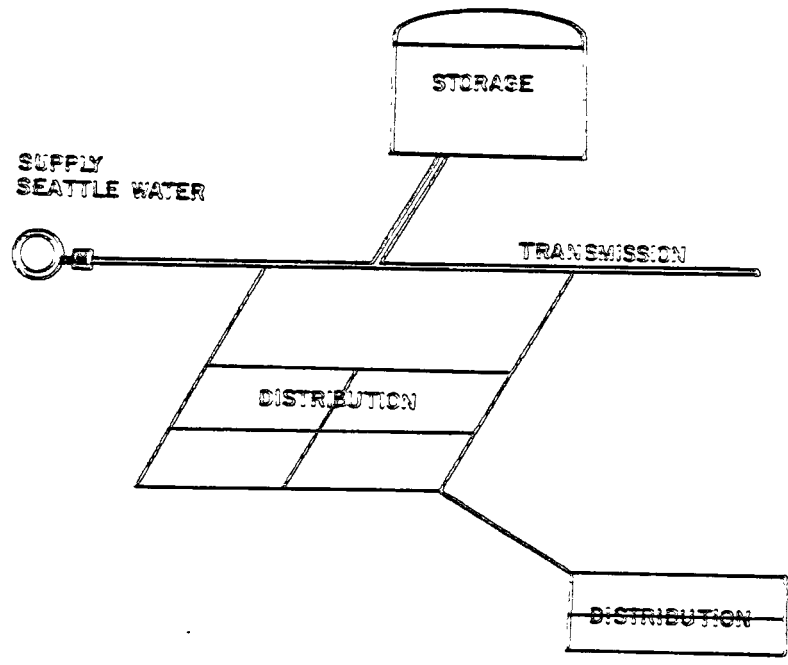 STORAGE
SUPPLY
SEATTLE WATER
TRANSMISSION
DISTRIBUTION
DISTRIBUTION